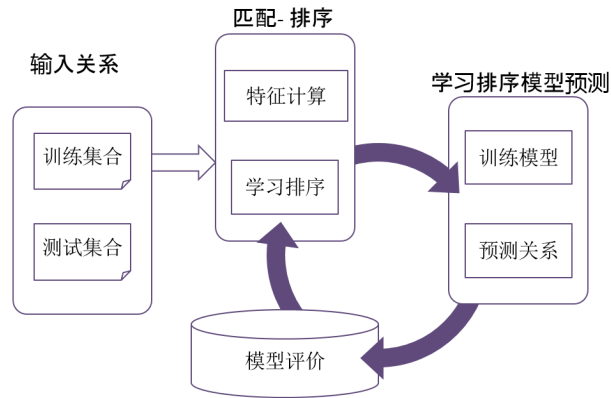 匹配- 排序
输入关系
学习排序模型预测
训练集合
测试集合
特征计算
学习排序
训练模型
预测关系
模型评价